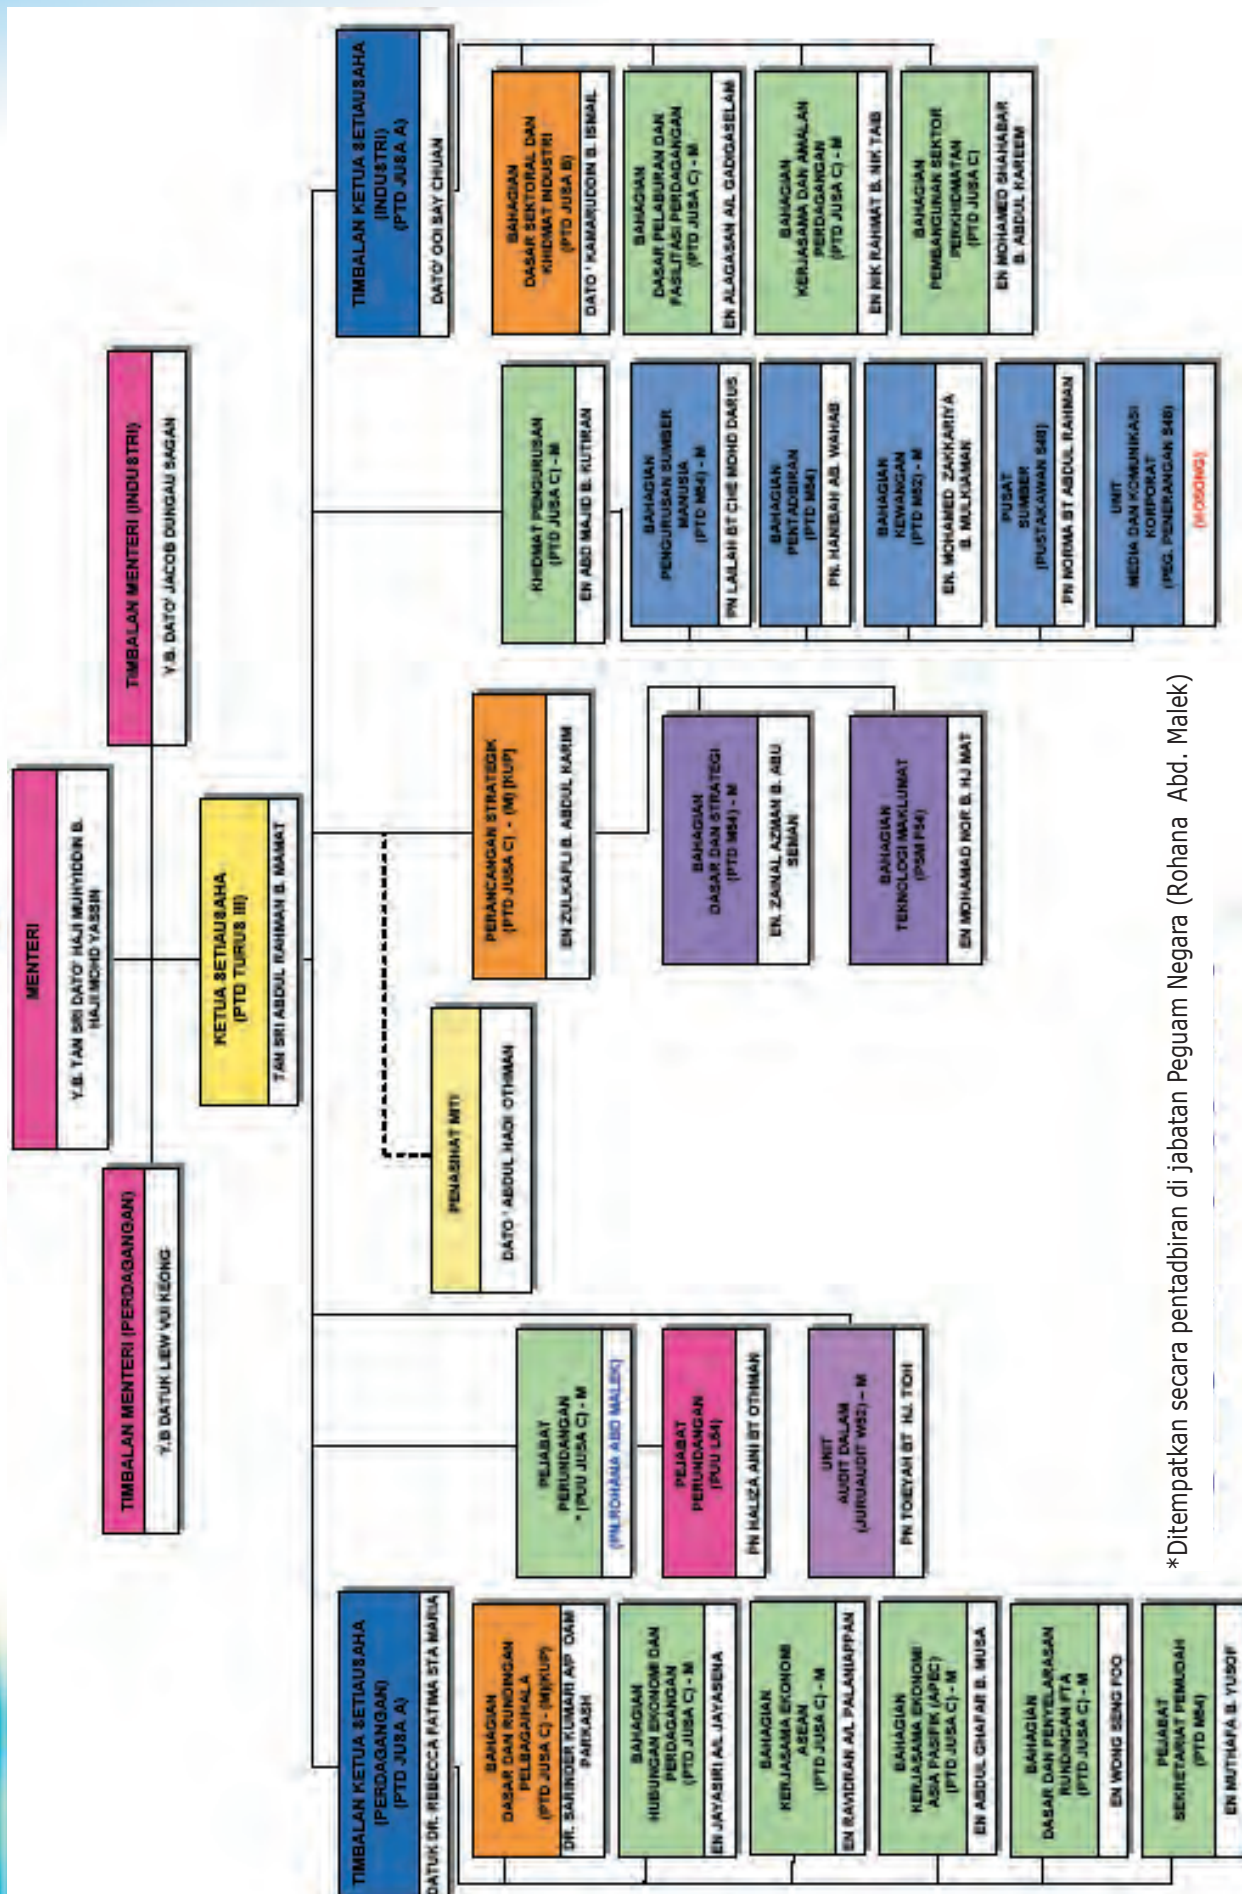 MENTERI
Y.B. TAN SRI DATO' HAJI MUHYIDDIN B.
HAJI MOHD YASSIN
TIMBALAN MENTERI (PERDAGANGAN)
Y.B DATUK LIEW VUI KEONG
TIMBALAN MENTERI (INDUSTRI)
Y.B. DATO' JACOB DUNGAU SAGAN
KETUA SETIAUSAHA
(PTD TURUS III)
TAN SRI ABDUL RAHMAN B. MAMAT
PENASIHAT MITI
DATO' ABDUL HADI OTHMAN
TIMBALAN KETUA SETIAUSAHA
(PERDAGANGAN)
(PTD JUSA A)
DATUK DR. REBECCA FATIMA STA MARIA
BAHAGIAN
DASAR DAN RUNDINGAN
PELBAGAIHALA
(PTD JUSA C) - (M)(KUP)
DR. SARINDER KUMARI A/P OAM
PARKASH
BAHAGIAN
HUBUNGAN EKONOMI DAN
PERDAGANGAN
(PTD JUSA C) - M
EN JAYASIRI A/L JAYASENA
BAHAGIAN
KERJASAMA EKONOMI
ASEAN
(PTD JUSA C) - M
EN RAVIDRAN A/L PALANIAPPAN
BAHAGIAN
KERJASAMA EKONOMI
ASIA PASIFIK (APEC)
(PTD JUSA C) - M
EN ABDUL GHAFAR B. MUSA
BAHAGIAN
DASAR DAN PENYELARASAN
RUNDINGAN FTA
(PTD JUSA C) - M
EN WONG SENG FOO
PEJABAT
SEKRETARIAT PEMUDAH
(PTD M54)
EN MUTHAR B. YUSOF
PEJABAT
PERUNDANGAN
* (PUU JUSA C) - M
(PN.ROHANA ABD MALEK)
PEJABAT
PERUNDANGAN
(PUU L54)
PN HALIZA AINI BT OTHMAN
UNIT
AUDIT DALAM
(JURUAUDIT W52) – M
PN TOIEYAH BT HJ. TOH
PERANCANGAN STRATEGIK
(PTD JUSA C) - (M) [KUP]
EN ZULKAFLI B. ABDUL KARIM
BAHAGIAN
DASAR DAN STRATEGI
(PTD M54) - M
EN. ZAINAL AZMAN B. ABU
SEMAN
BAHAGIAN
TEKNOLOGI MAKLUMAT
(PSM F54)
EN MOHAMAD NOR B. HJ MAT
KHIDMAT PENGURUSAN
(PTD JUSA C) - M
EN ABD MAJID B. KUTIRAN
BAHAGIAN
PENGURUSAN SUMBER
MANUSIA
(PTD M54) - M
PN LAILAH BT CHE MOHD DARUS
BAHAGIAN
PENTADBIRAN
(PTD M54)
PN. HANIBAH AB. WAHAB
BAHAGIAN
KEWANGAN
(PTD M52) - M
EN. MOHAMED ZAKKARIYA
B. MULKIAMAN
PUSAT
SUMBER
(PUSTAKAWAN S48)
PN NORMA BT ABDUL RAHMAN
UNIT
MEDIA DAN KOMUNIKASI
KORPORAT
(PEG. PENERANGAN S48)
(KOSONG)
TIMBALAN KETUA SETIAUSAHA
(INDUSTRI)
(PTD JUSA A)
DATO' OOI SAY CHUAN
BAHAGIAN
DASAR SEKTORAL DAN
KHIDMAT INDUSTRI
(PTD JUSA B)
DATO' KAMARUDDIN B. ISMAIL
BAHAGIAN
DASAR PELABURAN DAN
FASILITASI PERDAGANGAN
(PTD JUSA C) - M
EN ALAGASAN A/L GADIGASELAM
BAHAGIAN
KERJASAMA DAN AMALAN
PERDAGANGAN
(PTD JUSA C) - M
EN NIK RAHMAT B. NIK TAIB
BAHAGIAN
PEMBANGUNAN SEKTOR
PERKHIDMATAN
(PTD JUSA C)
EN MOHAMED SHAHABAR
B. ABDUL KAREEM
*Ditempatkan secara pentadbiran di jabatan Peguam Negara (Rohana Abd. Malek)